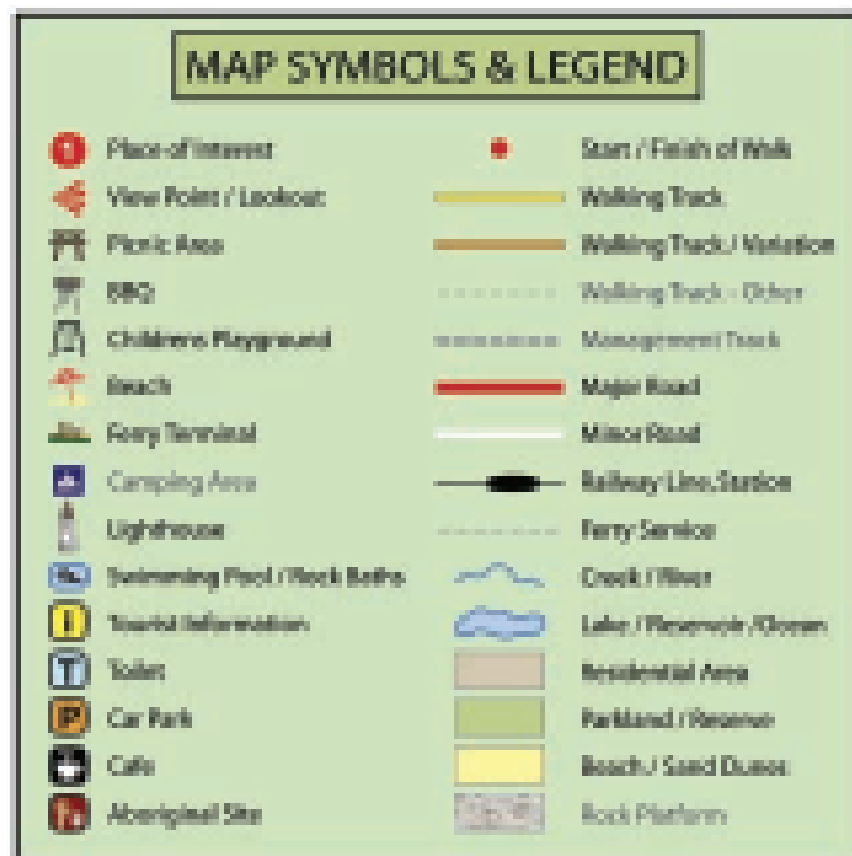 MAP SYMBOLS & LEGEND
Place of Interest
View Point / Lookout
Picnic Area
BBQ
Childrens Playground
Beach
Ferry Terminal
Camping Area
Lighthouse
Swimming Pool / Rock Baths
i Tourist Information
T Toilet
P Car Park
Cafe
Aboriginal Site
Start / Finish of Walk
Walking Track
Walking Track / Variation
Walking Track - Other
Management Track
Major Road
Minor Road
Railway Line, Station
Ferry Service
Creek / River
Lake / Reservoir / Ocean
Residential Area
Parkland / Reserve
Beach / Sand Dunes
Rock Platform